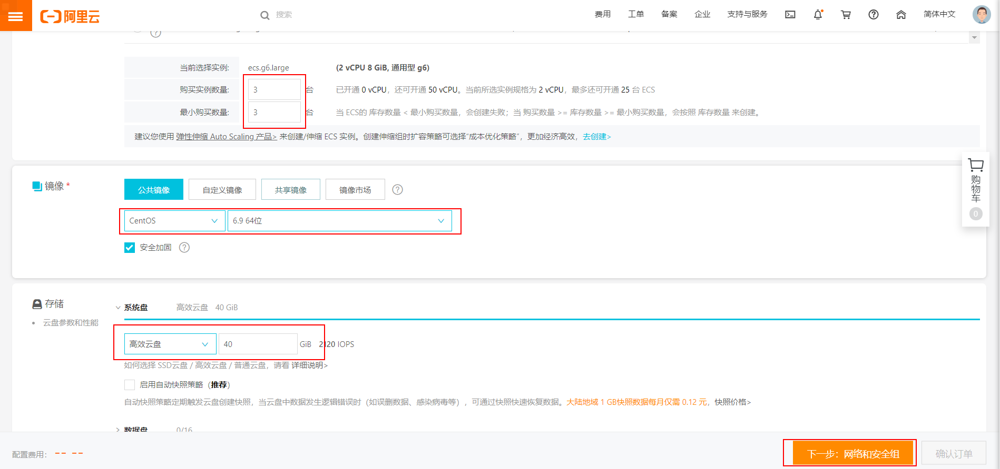 阿里云
搜索
费用 工单 备案 企业 支持与服务 简体中文
当前选择实例: ecs.g6.large (2 vCPU 8 GiB, 通用型 g6)
购买实例数量: 3 台 已开通 0 vCPU，还可开通 50 vCPU。当前所选实例规格为 2 vCPU，最多还可开通 25 台 ECS
最小购买数量: 3 台 当 ECS的 库存数量 < 最小购买数量，会创建失败；当 购买数量 >= 库存数量 >= 最小购买数量，会按照 库存数量 来创建。
建议您使用 弹性伸缩 Auto Scaling 产品> 来创建/伸缩 ECS 实例。创建伸缩组时扩容策略可选择“成本优化策略”，更加经济高效，去创建>
购物车
0
镜像 *
公共镜像 自定义镜像 共享镜像 镜像市场
CentOS 6.9 64位
安全加固
存储
云盘参数和性能
系统盘 高效云盘 40 GiB
高效云盘 40 GiB 2120 IOPS
如何选择 SSD云盘 / 高效云盘 / 普通云盘，请看 详细说明>
启用自动快照策略（推荐）
自动快照策略定期触发云盘创建快照，当云盘中数据发生逻辑错误时（如误删数据、感染病毒等），可通过快照快速恢复数据。大陆地域 1 GB快照数据每月仅需 0.12 元，快照价格>
数据盘 0/16
配置费用: -- --
下一步：网络和安全组
确认订单